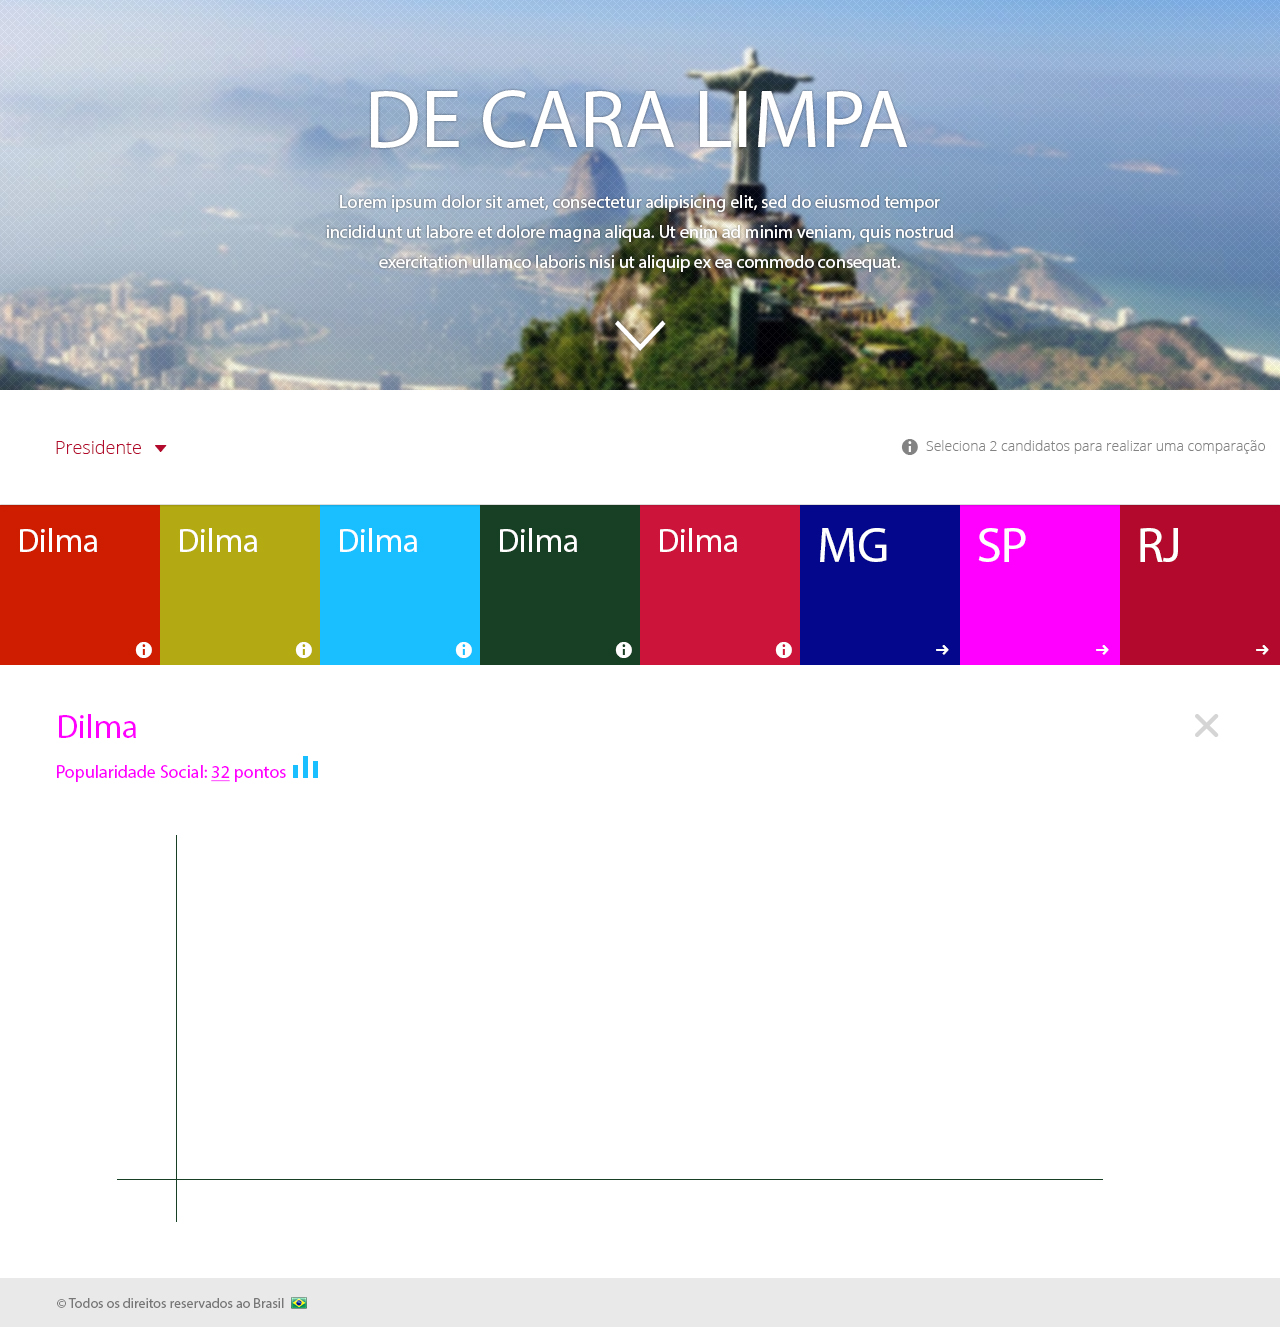 DE CARA LIMPA
Lorem ipsum dolor sit amet, consectetur adipisicing elit, sed do eiusmod tempor
incididunt ut labore et dolore magna aliqua. Ut enim ad minim veniam, quis nostrud
exercitation ullamco laboris nisi ut aliquip ex ea commodo consequat.
Presidente
Seleciona 2 candidatos para realizar uma comparação
Dilma
Dilma
Dilma
Dilma
Dilma
MG
SP
RJ
Dilma
Popularidade Social: 32 pontos
© Todos os direitos reservados ao Brasil